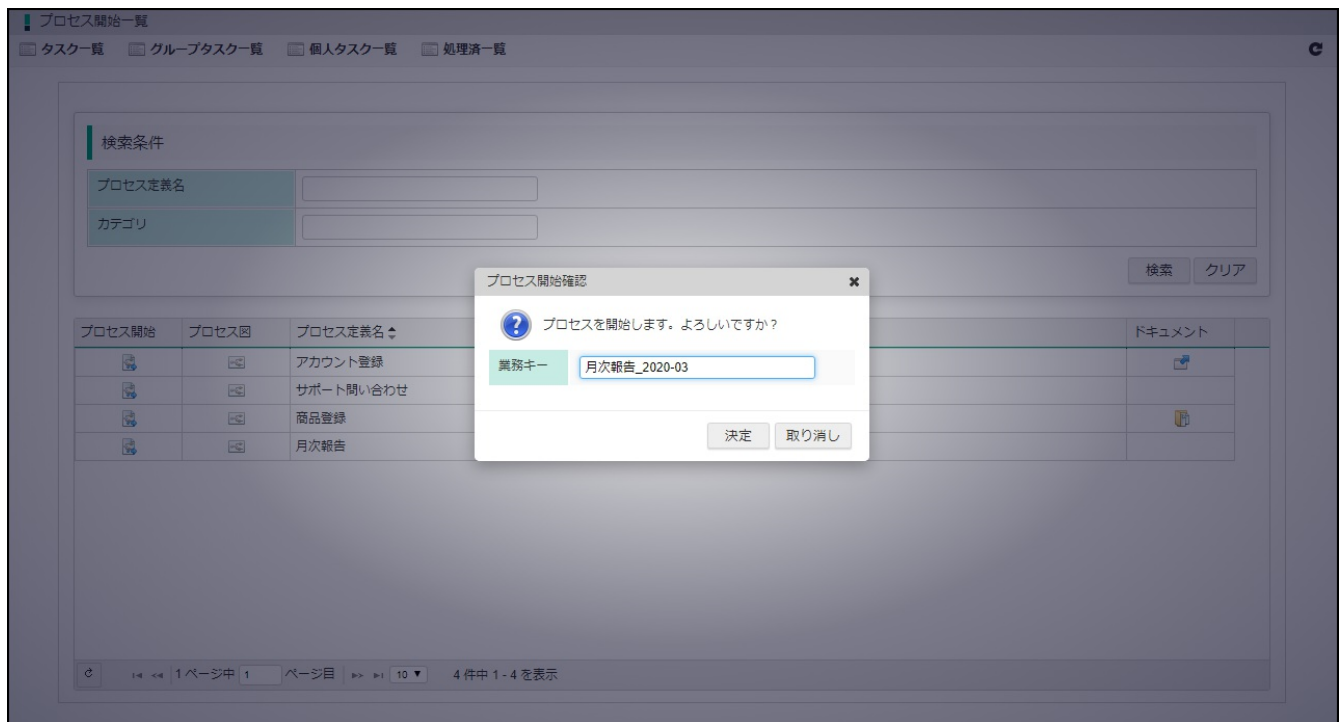 プロセス開始一覧
タスク一覧 グループタスク一覧 個人タスク一覧 処理済一覧
検索条件
プロセス定義名
カテゴリ
検索 クリア
プロセス開始確認
プロセスを開始します。よろしいですか？
業務キー 月次報告_2020-03
決定 取り消し
プロセス開始 プロセス図 プロセス定義名 ドキュメント
アカウント登録
サポート問い合わせ
商品登録
月次報告
1 ページ中 1 ページ目 10 4 件中 1 - 4 を表示